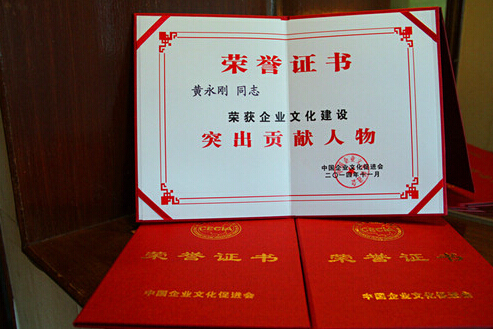 荣誉证书
黄永刚 同志
荣获企业文化建设
突出贡献人物
中国企业文化促进会
二〇一四年十一月
CECIA
荣誉证书
中国企业文化促进会
荣誉证书
中国企业文化促进会